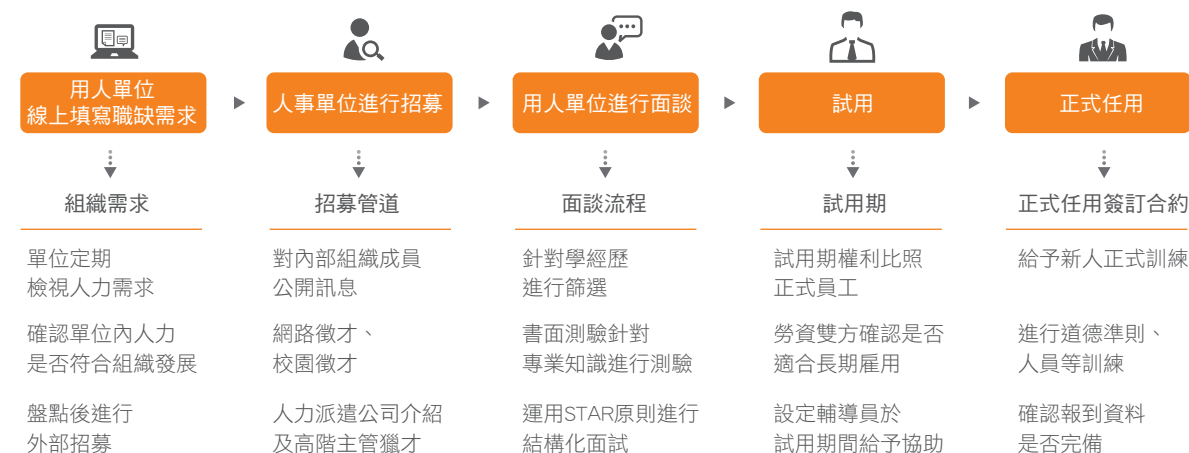 用人單位
線上填寫職缺需求
人事單位進行招募
用人單位進行面談
試用
正式任用
組織需求
招募管道
面談流程
試用期
正式任用簽訂合約
單位定期
檢視人力需求
確認單位內人力
是否符合組織發展
盤點後進行
外部招募
對內部組織成員
公開訊息
網路徵才、
校園徵才
人力派遣公司介紹
及高階主管獵才
針對學經歷
進行篩選
書面測驗針對
專業知識進行測驗
運用STAR原則進行
結構化面試
試用期權利比照
正式員工
勞資雙方確認是否
適合長期雇用
設定輔導員於
試用期間給予協助
給予新人正式訓練
進行道德準則、
人員等訓練
確認報到資料
是否完備